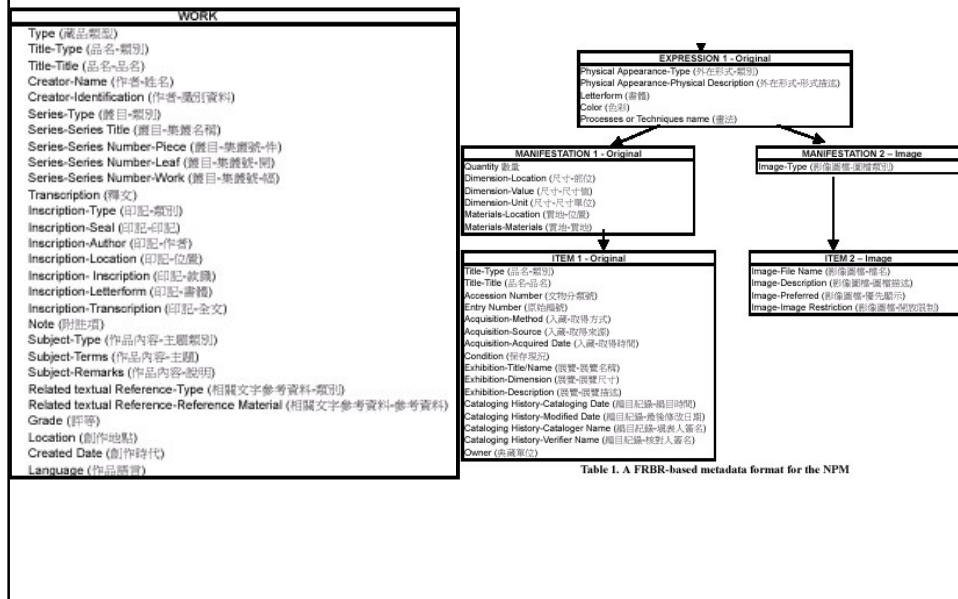 WORK
Type (藏品類型)
Title-Type (品名-類別)
Title-Title (品名-品名)
Creator-Name (作者-姓名)
Creator-Identification (作者-識別資料)
Series-Type (叢目-類別)
Series-Series Title (叢目-集叢名稱)
Series-Series Number-Piece (叢目-集叢號-件)
Series-Series Number-Leaf (叢目-集叢號-開)
Series-Series Number-Work (叢目-集叢號-幅)
Transcription (釋文)
Inscription-Type (印記-類別)
Inscription-Seal (印記-印記)
Inscription-Author (印記-作者)
Inscription-Location (印記-位置)
Inscription- Inscription (印記-款識)
Inscription-Letterform (印記-書體)
Inscription-Transcription (印記-全文)
Note (附註項)
Subject-Type (作品內容-主題類別)
Subject-Terms (作品內容-主題)
Subject-Remarks (作品內容-說明)
Related textual Reference-Type (相關文字參考資料-類別)
Related textual Reference-Reference Material (相關文字參考資料-參考資料)
Grade (評等)
Location (創作地點)
Created Date (創作時代)
Language (作品語言)
EXPRESSION 1 - Original
Physical Appearance-Type (外在形式-類別)
Physical Appearance-Physical Description (外在形式-形式描述)
Letterform (書體)
Color (色彩)
Processes or Techniques name (畫法)
MANIFESTATION 1 - Original
Quantity 數量
Dimension-Location (尺寸-部位)
Dimension-Value (尺寸-尺寸值)
Dimension-Unit (尺寸-尺寸單位)
Materials-Location (質地-位置)
Materials-Materials (質地-質地)
MANIFESTATION 2 – Image
Image-Type (影像圖檔-圖檔類別)
ITEM 1 - Original
Title-Type (品名-類別)
Title-Title (品名-品名)
Accession Number (文物分類號)
Entry Number (原始編號)
Acquisition-Method (入藏-取得方式)
Acquisition-Source (入藏-取得來源)
Acquisition-Acquired Date (入藏-取得時間)
Condition (保存現況)
Exhibition-Title/Name (展覽-展覽名稱)
Exhibition-Dimension (展覽-展覽尺寸)
Exhibition-Description (展覽-展覽描述)
Cataloging History-Cataloging Date (編目紀錄-編目時間)
Cataloging History-Modified Date (編目紀錄-最後修改日期)
Cataloging History-Cataloger Name (編目紀錄-填表人簽名)
Cataloging History-Verifier Name (編目紀錄-核對人簽名)
Owner (典藏單位)
ITEM 2 – Image
Image-File Name (影像圖檔-檔名)
Image-Description (影像圖檔-圖檔描述)
Image-Preferred (影像圖檔-優先顯示)
Image-Image Restriction (影像圖檔-開放限制)
Table 1. A FRBR-based metadata format for the NPM